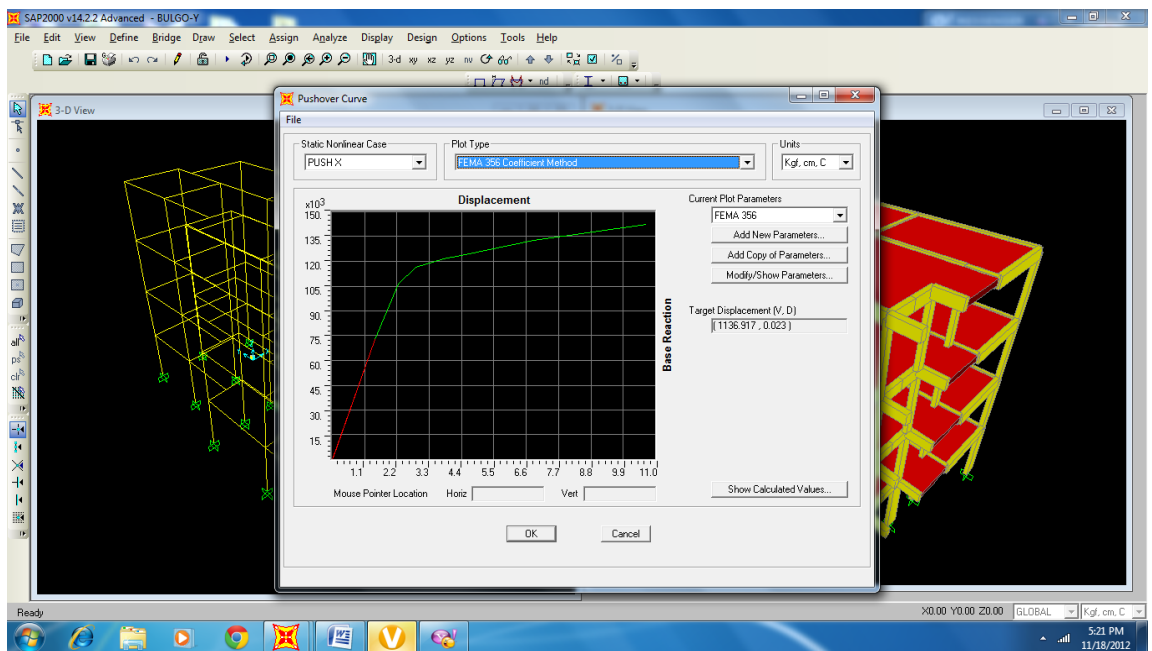 SAP2000 v14.2.2 Advanced - BULGO-Y
File Edit View Define Bridge Draw Select Assign Analyze Display Design Options Tools Help
3-d xy xz yz nv
nd
3-D View
Pushover Curve
File
Static Nonlinear Case
PUSH X
Plot Type
FEMA 356 Coefficient Method
Units
Kgf, cm, C
Displacement
x10³
150.
135.
120.
105.
90.
75.
60.
45.
30.
15.
1.1 2.2 3.3 4.4 5.5 6.6 7.7 8.8 9.9 11.0
Base Reaction
Mouse Pointer Location Horiz Vert
Current Plot Parameters
FEMA 356
Add New Parameters...
Add Copy of Parameters...
Modify/Show Parameters...
Target Displacement (V, D)
( 1136.917 , 0.023 )
Show Calculated Values...
OK Cancel
all
ps
clr
Ready
X0.00 Y0.00 Z0.00 GLOBAL Kgf, cm, C
5:21 PM
11/18/2012